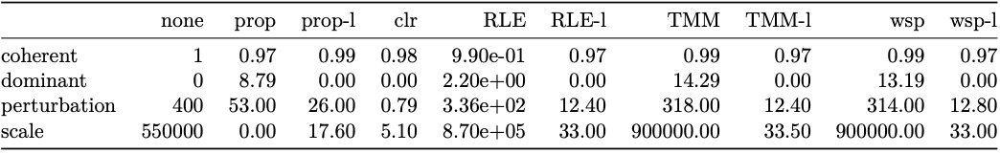 none prop prop-l clr RLE RLE-l TMM TMM-l wsp wsp-l
coherent 1 0.97 0.99 0.98 9.90e-01 0.97 0.99 0.97 0.99 0.97
dominant 0 8.79 0.00 0.00 2.20e+00 0.00 14.29 0.00 13.19 0.00
perturbation 400 53.00 26.00 0.79 3.36e+02 12.40 318.00 12.40 314.00 12.80
scale 550000 0.00 17.60 5.10 8.70e+05 33.00 900000.00 33.50 900000.00 33.00